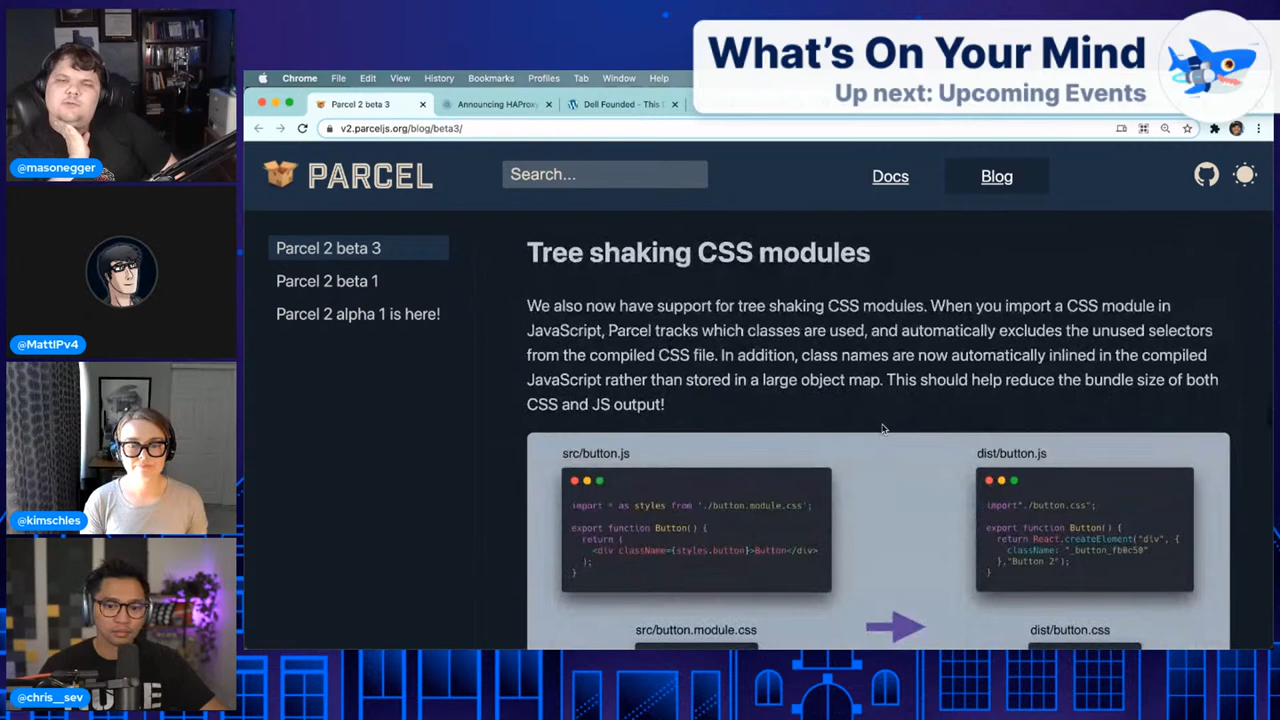 What's On Your Mind
Up next: Upcoming Events
Chrome File Edit View History Bookmarks Profiles Tab Window Help
Parcel 2 beta 3
Announcing HAProxy
Dell Founded - This D
v2.parceljs.org/blog/beta3/
PARCEL
Search...
Docs
Blog
Parcel 2 beta 3
Parcel 2 beta 1
Parcel 2 alpha 1 is here!
Tree shaking CSS modules
We also now have support for tree shaking CSS modules. When you import a CSS module in
JavaScript, Parcel tracks which classes are used, and automatically excludes the unused selectors
from the compiled CSS file. In addition, class names are now automatically inlined in the compiled
JavaScript rather than stored in a large object map. This should help reduce the bundle size of both
CSS and JS output!
src/button.js
import * as styles from './button.module.css';
export function Button() {
return (
<div className={styles.button}>Button</div>
);
}
dist/button.js
import"./button.css";
export function Button() {
return React.createElement("div", {
className: "_button_fb0c50"
},"Button 2");
}
src/button.module.css
dist/button.css
@masonegger
@MattIPv4
@kimschles
@chris__sev